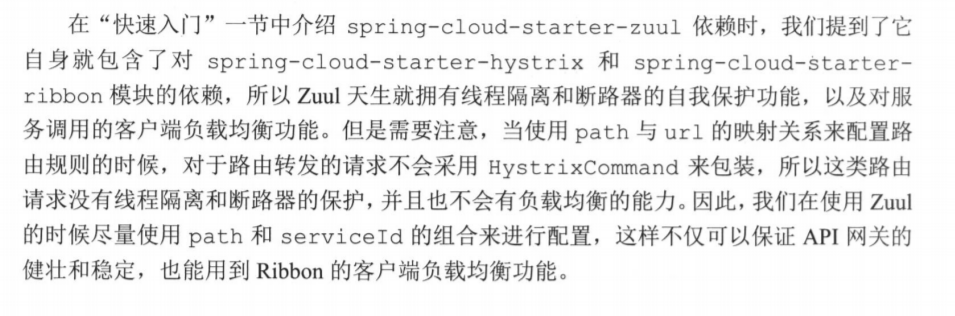 在“快速入门”一节中介绍 spring-cloud-starter-zuul 依赖时，我们提到了它
自身就包含了对 spring-cloud-starter-hystrix 和 spring-cloud-starter-
ribbon 模块的依赖，所以 Zuul 天生就拥有线程隔离和断路器的自我保护功能，以及对服
务调用的客户端负载均衡功能。但是需要注意，当使用 path 与 url 的映射关系来配置路
由规则的时候，对于路由转发的请求不会采用 HystrixCommand 来包装，所以这类路由
请求没有线程隔离和断路器的保护，并且也不会有负载均衡的能力。因此，我们在使用 Zuul
的时候尽量使用 path 和 serviceId 的组合来进行配置，这样不仅可以保证 API 网关的
健壮和稳定，也能用到 Ribbon 的客户端负载均衡功能。